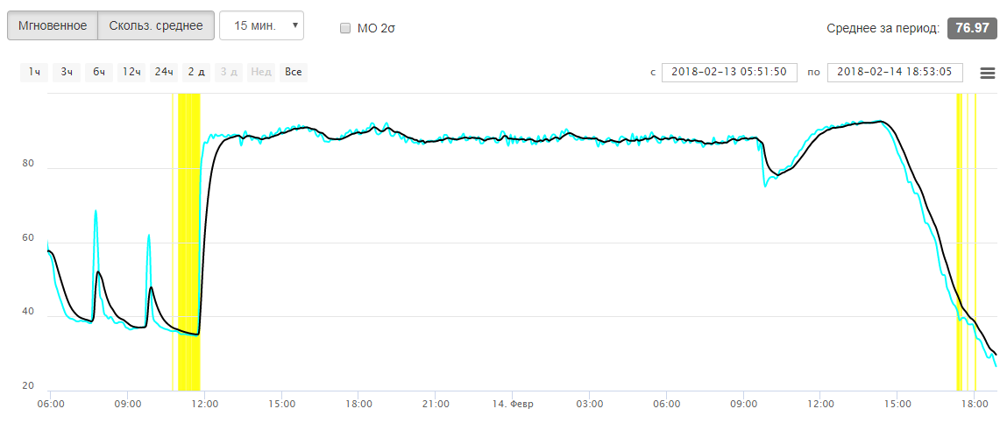 Мгновенное Скольз. среднее 15 мин. МО 2σ Среднее за период: 76.97
1ч 3ч 6ч 12ч 24ч 2 д 3 д Нед Все с 2018-02-13 05:51:50 по 2018-02-14 18:53:05
80
60
40
20
06:00 09:00 12:00 15:00 18:00 21:00 14. Февр 03:00 06:00 09:00 12:00 15:00 18:00